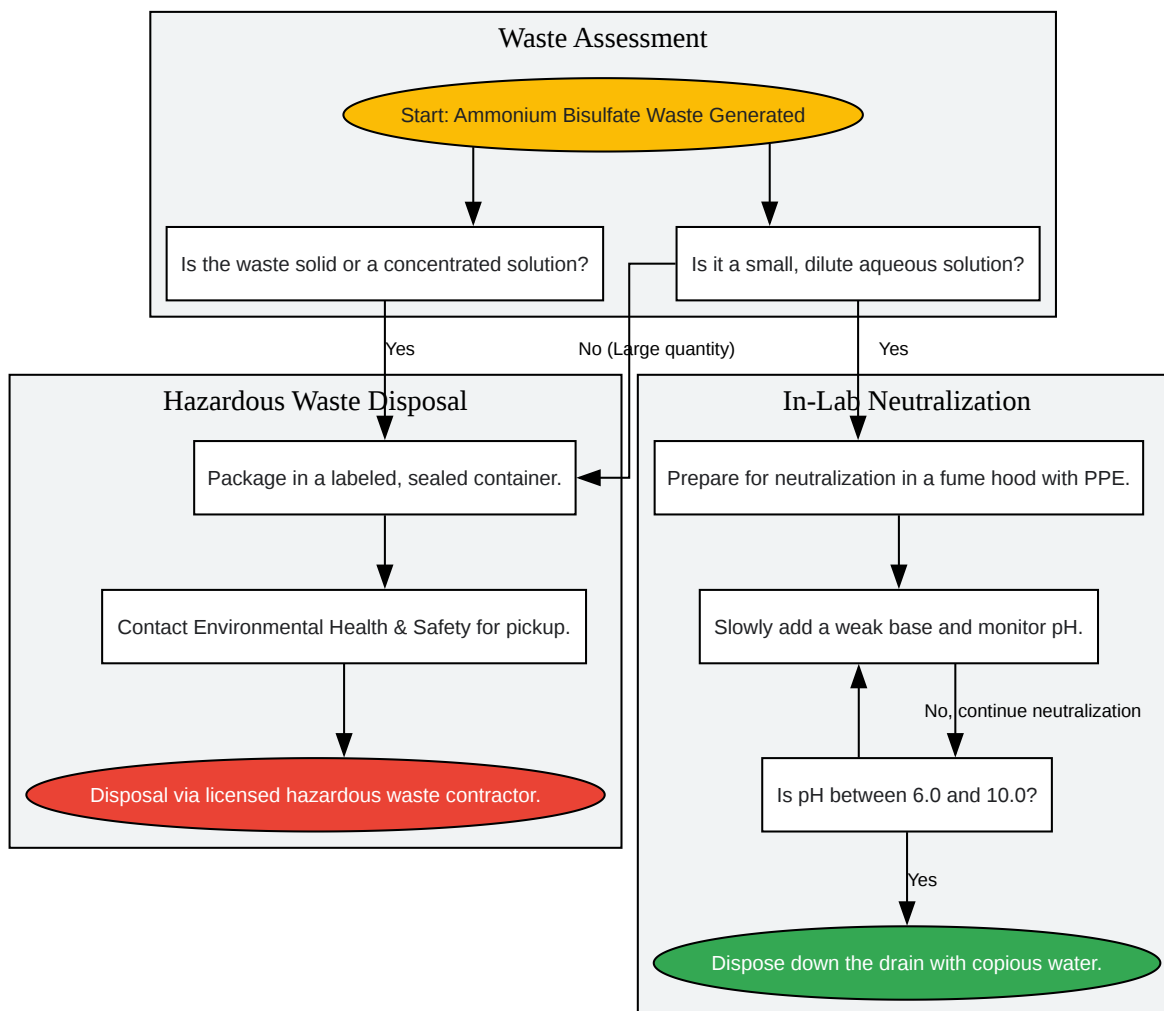 Waste Assessment
Start: Ammonium Bisulfate Waste Generated
Is the waste solid or a concentrated solution?
Is it a small, dilute aqueous solution?
Yes
No (Large quantity)
Yes
Hazardous Waste Disposal
In-Lab Neutralization
Package in a labeled, sealed container.
Prepare for neutralization in a fume hood with PPE.
Contact Environmental Health & Safety for pickup.
Slowly add a weak base and monitor pH.
No, continue neutralization
Disposal via licensed hazardous waste contractor.
Is pH between 6.0 and 10.0?
Yes
Dispose down the drain with copious water.